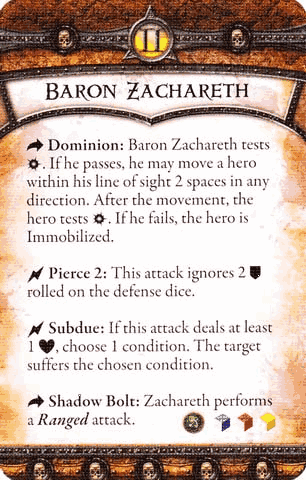 II
BARON ZACHARETH
Dominion: Baron Zachareth tests
. If he passes, he may move a hero
within his line of sight 2 spaces in any
direction. After the movement, the
hero tests . If he fails, the hero is
Immobilized.
Pierce 2: This attack ignores 2
rolled on the defense dice.
Subdue: If this attack deals at least
1 , choose 1 condition. The target
suffers the chosen condition.
Shadow Bolt: Zachareth performs
a Ranged attack.